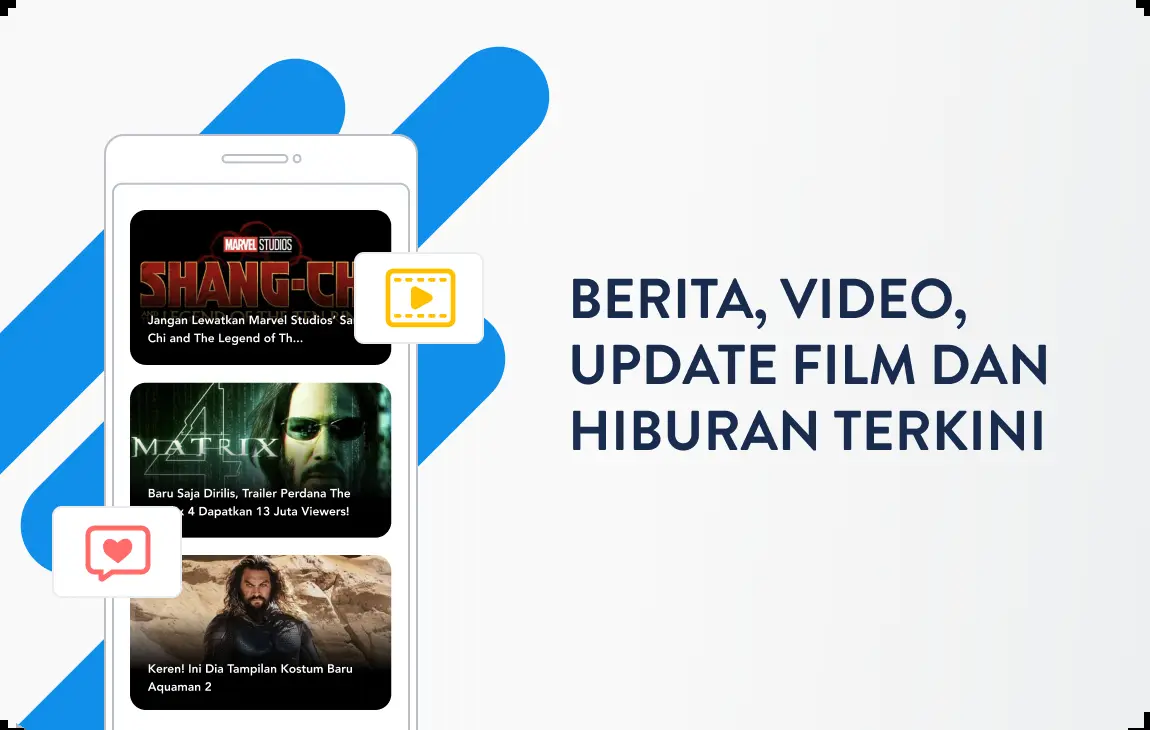 MARVEL STUDIOS
SHANG-CH
Jangan Lewatkan Marvel Studios’
Chi and The Legend of Th...
4
MATRIX
Baru Saja Dirilis, Trailer Perdana The
4 Dapatkan 13 Juta Viewers!
Keren! Ini Dia Tampilan Kostum Baru
Aquaman 2
BERITA, VIDEO,
UPDATE FILM DAN
HIBURAN TERKINI